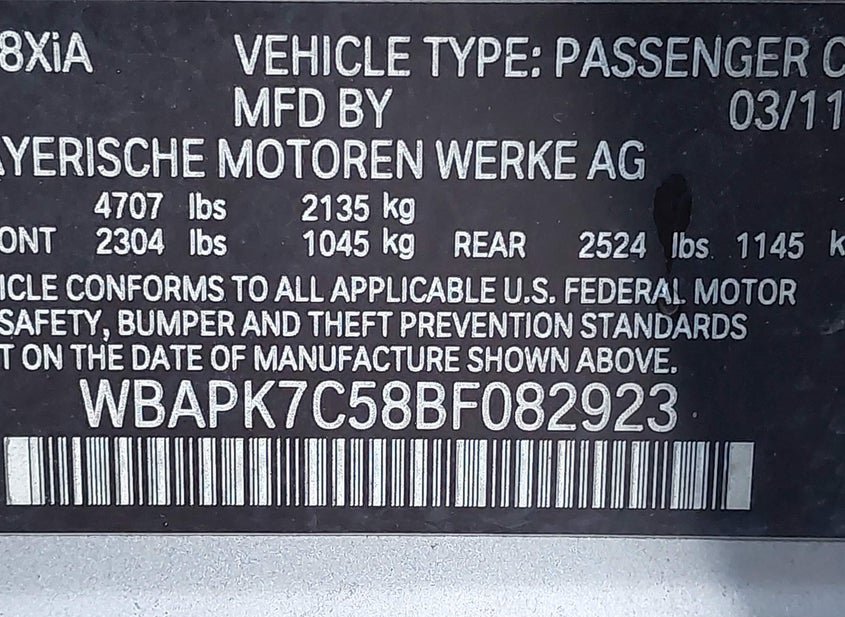 8XiA VEHICLE TYPE: PASSENGER C
MFD BY 03/11
AYERISCHE MOTOREN WERKE AG
4707 lbs 2135 kg
ONT 2304 lbs 1045 kg REAR 2524 lbs 1145 k
ICLE CONFORMS TO ALL APPLICABLE U.S. FEDERAL MOTOR
SAFETY, BUMPER AND THEFT PREVENTION STANDARDS
T ON THE DATE OF MANUFACTURE SHOWN ABOVE.
WBAPK7C58BF082923